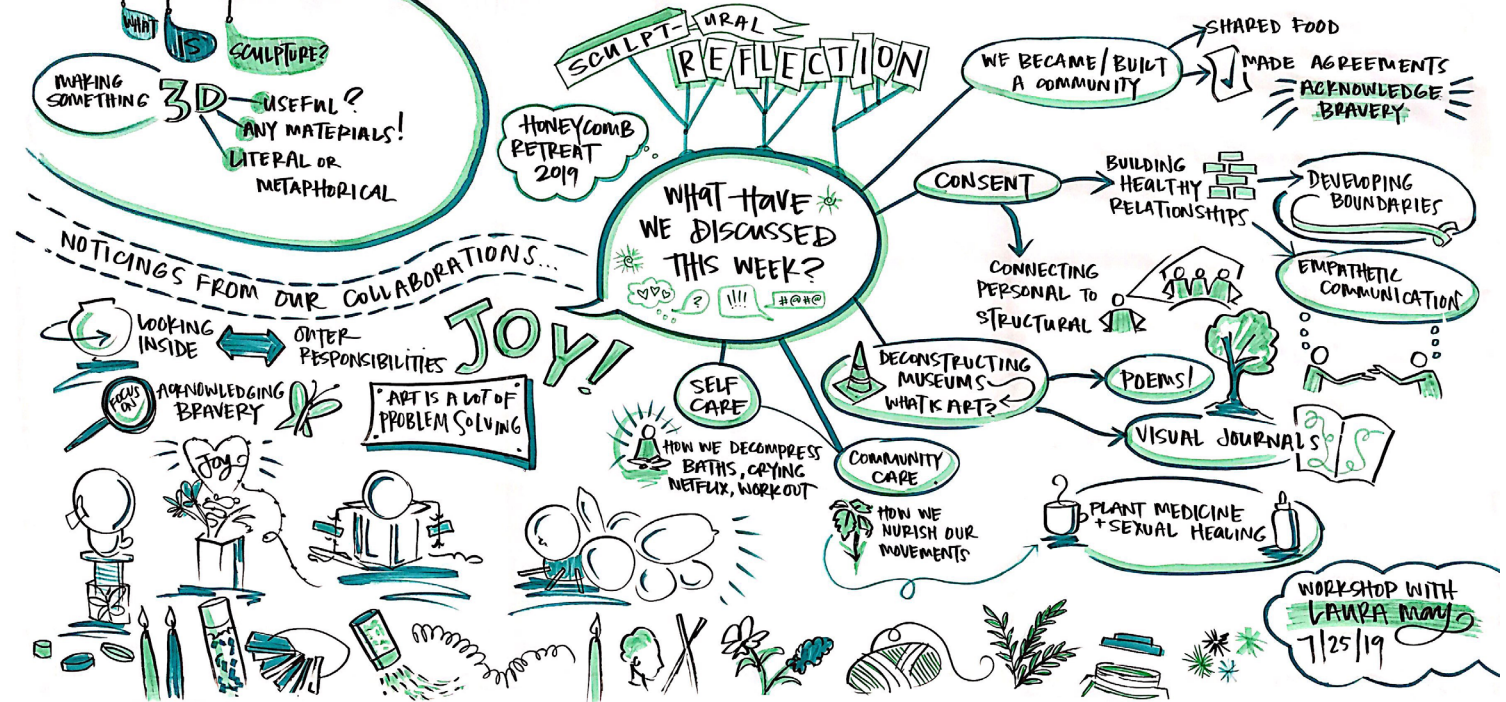 WHAT
IS
SCULPTURE?
MAKING
SOMETHING
3D
USEFUL?
ANY MATERIALS!
LITERAL OR
METAPHORICAL
SCULPT-URAL
REFLECTION
HONEYCOMB
RETREAT
2019
WHAT HAVE
WE DISCUSSED
THIS WEEK?
?
!!!!
#@#@
WE BECAME/BUILT
A COMMUNITY
SHARED FOOD
MADE AGREEMENTS
ACKNOWLEDGE
BRAVERY
CONSENT
BUILDING
HEALTHY
RELATIONSHIPS
DEVELOPING
BOUNDARIES
EMPATHETIC
COMMUNICATION
CONNECTING
PERSONAL TO
STRUCTURAL
DECONSTRUCTING
MUSEUMS
WHAT IS ART?
POEMS!
VISUAL JOURNALS
SELF
CARE
HOW WE DECOMPRESS
BATHS, CRYING
NETFLIX, WORKOUT
COMMUNITY
CARE
HOW WE
NURISH OUR
MOVEMENTS
PLANT MEDICINE
+ SEXUAL HEALING
NOTICINGS FROM OUR COLLABORATIONS...
LOOKING
INSIDE
OUTER
RESPONSIBILITIES
JOY!
FOCUS
ON
ACKNOWLEDGING
BRAVERY
ART IS A LOT OF
PROBLEM SOLVING
Joy
WORKSHOP WITH
LAURA May
7/25/19